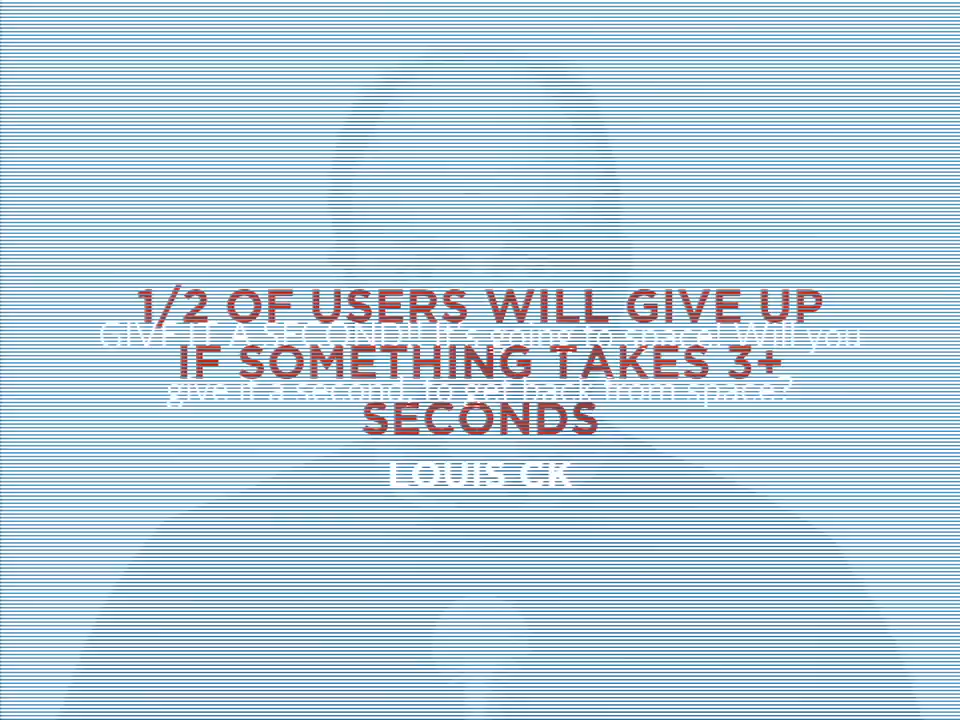 1/2 OF USERS WILL GIVE UP
GIVE IT A SECOND!! It's going to space! Will you
IF SOMETHING TAKES 3+
give it a second, to get back from space?
SECONDS
LOUIS CK